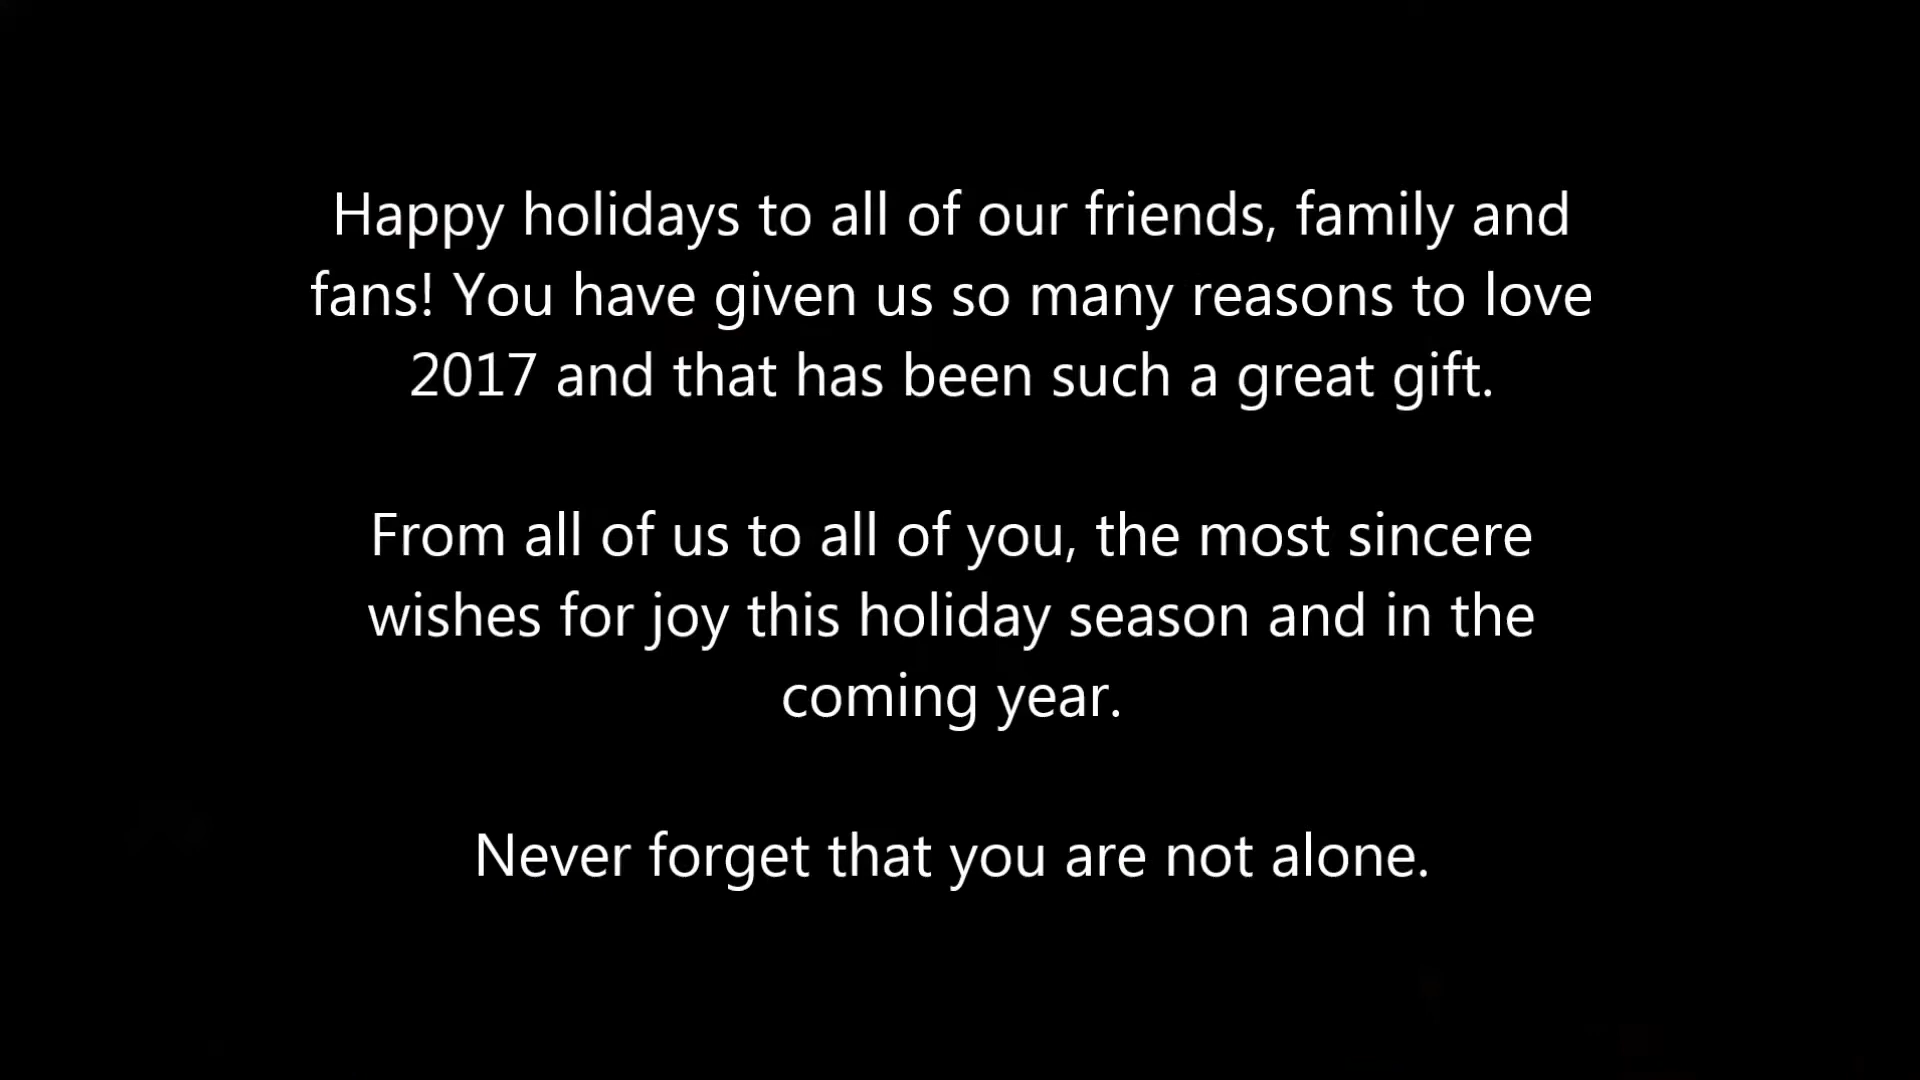 Happy holidays to all of our friends, family and
fans! You have given us so many reasons to love
2017 and that has been such a great gift.
From all of us to all of you, the most sincere
wishes for joy this holiday season and in the
coming year.
Never forget that you are not alone.